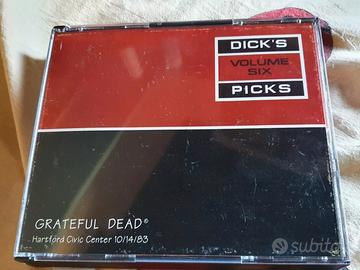 DICK'S
VOLUME
SIX
PICKS
GRATEFUL DEAD®
Hartford Civic Center 10/14/83
subito